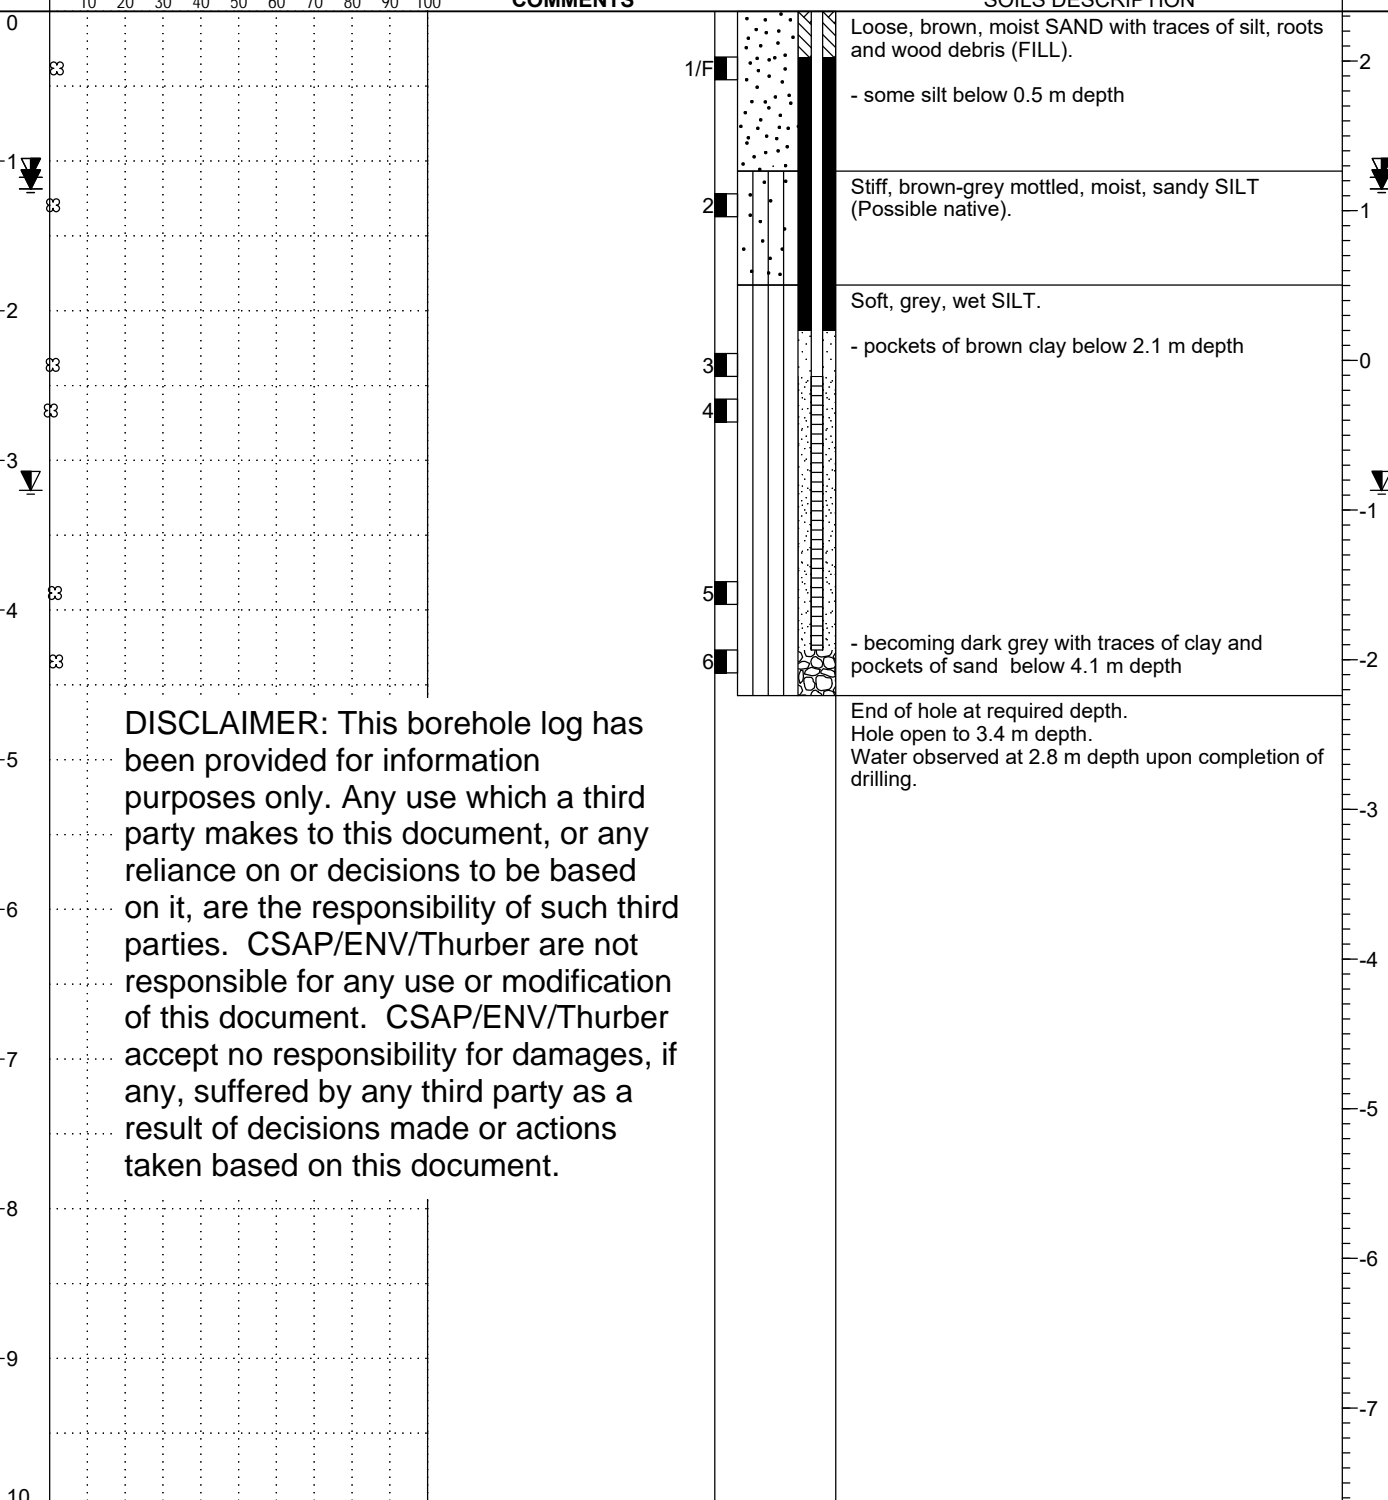 10 20 30 40 50 60 70 80 90 100 COMMENTS SOILS DESCRIPTION
0
Loose, brown, moist SAND with traces of silt, roots
and wood debris (FILL).
2
1/F
- some silt below 0.5 m depth
1
Stiff, brown-grey mottled, moist, sandy SILT
(Possible native).
2
1
Soft, grey, wet SILT.
2
- pockets of brown clay below 2.1 m depth
0
3
4
3
-1
5
4
- becoming dark grey with traces of clay and
pockets of sand below 4.1 m depth
6
-2
End of hole at required depth.
Hole open to 3.4 m depth.
Water observed at 2.8 m depth upon completion of
drilling.
DISCLAIMER: This borehole log has
been provided for information
purposes only. Any use which a third
party makes to this document, or any
reliance on or decisions to be based
on it, are the responsibility of such third
parties. CSAP/ENV/Thurber are not
responsible for any use or modification
of this document. CSAP/ENV/Thurber
accept no responsibility for damages, if
any, suffered by any third party as a
result of decisions made or actions
taken based on this document.
5
-3
6
-4
7
-5
8
-6
9
-7
10